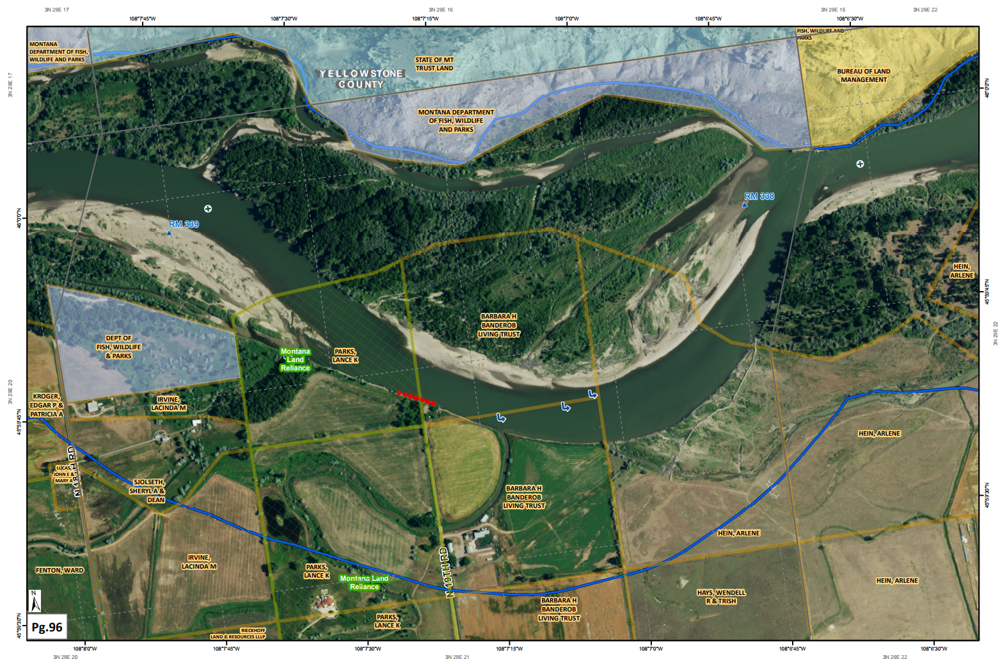 3N 29E 17
3N 29E 16
3N 29E 15
3N 29E 22
108°7'45"W
108°7'30"W
108°7'15"W
108°7'0"W
108°6'45"W
108°6'30"W
MONTANA
DEPARTMENT OF FISH,
WILDLIFE AND PARKS
FISH, WILDLIFE AND
PARKS
STATE OF MT
TRUST LAND
YELLOWSTONE
COUNTY
BUREAU OF LAND
MANAGEMENT
3N 29E 17
46°0'0"N
MONTANA DEPARTMENT
OF FISH, WILDLIFE
AND PARKS
RM 338
46°0'0"N
RM 339
HEIN,
ARLENE
45°59'45"N
BARBARA H
BANDEROB
LIVING TRUST
3N 29E 22
DEPT OF
FISH, WILDLIFE
& PARKS
Montana
Land
Reliance
PARKS,
LANCE K
3N 29E 20
KROGER,
EDGAR P &
PATRICIA A
IRVINE,
LACINDA M
45°59'45"N
HEIN, ARLENE
N 18TH RD
LUCAS,
JOHN E &
MARY A
SJOLSETH,
SHERYL A &
DEAN
BARBARA H
BANDEROB
LIVING TRUST
45°59'30"N
HEIN, ARLENE
IRVINE,
LACINDA M
FENTON, WARD
PARKS,
LANCE K
Montana Land
Reliance
N 19TH RD
HEIN, ARLENE
HAYS, WENDELL
R & TRISH
BARBARA H
BANDEROB
LIVING TRUST
N
Pg.96
PARKS,
LANCE K
45°59'30"N
RIECKHOFF
LAND & RESOURCES LLLP
108°8'0"W
108°7'45"W
108°7'30"W
108°7'15"W
108°7'0"W
108°6'45"W
108°6'30"W
3N 29E 20
3N 29E 21
3N 29E 22